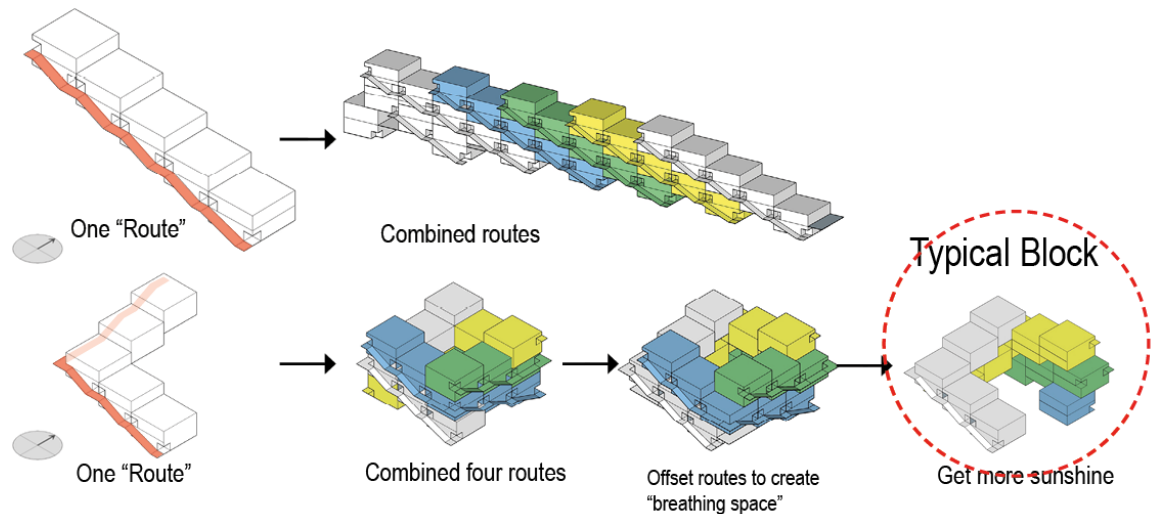 One “Route”
Combined routes
Typical Block
One “Route”
Combined four routes
Offset routes to create
“breathing space”
Get more sunshine